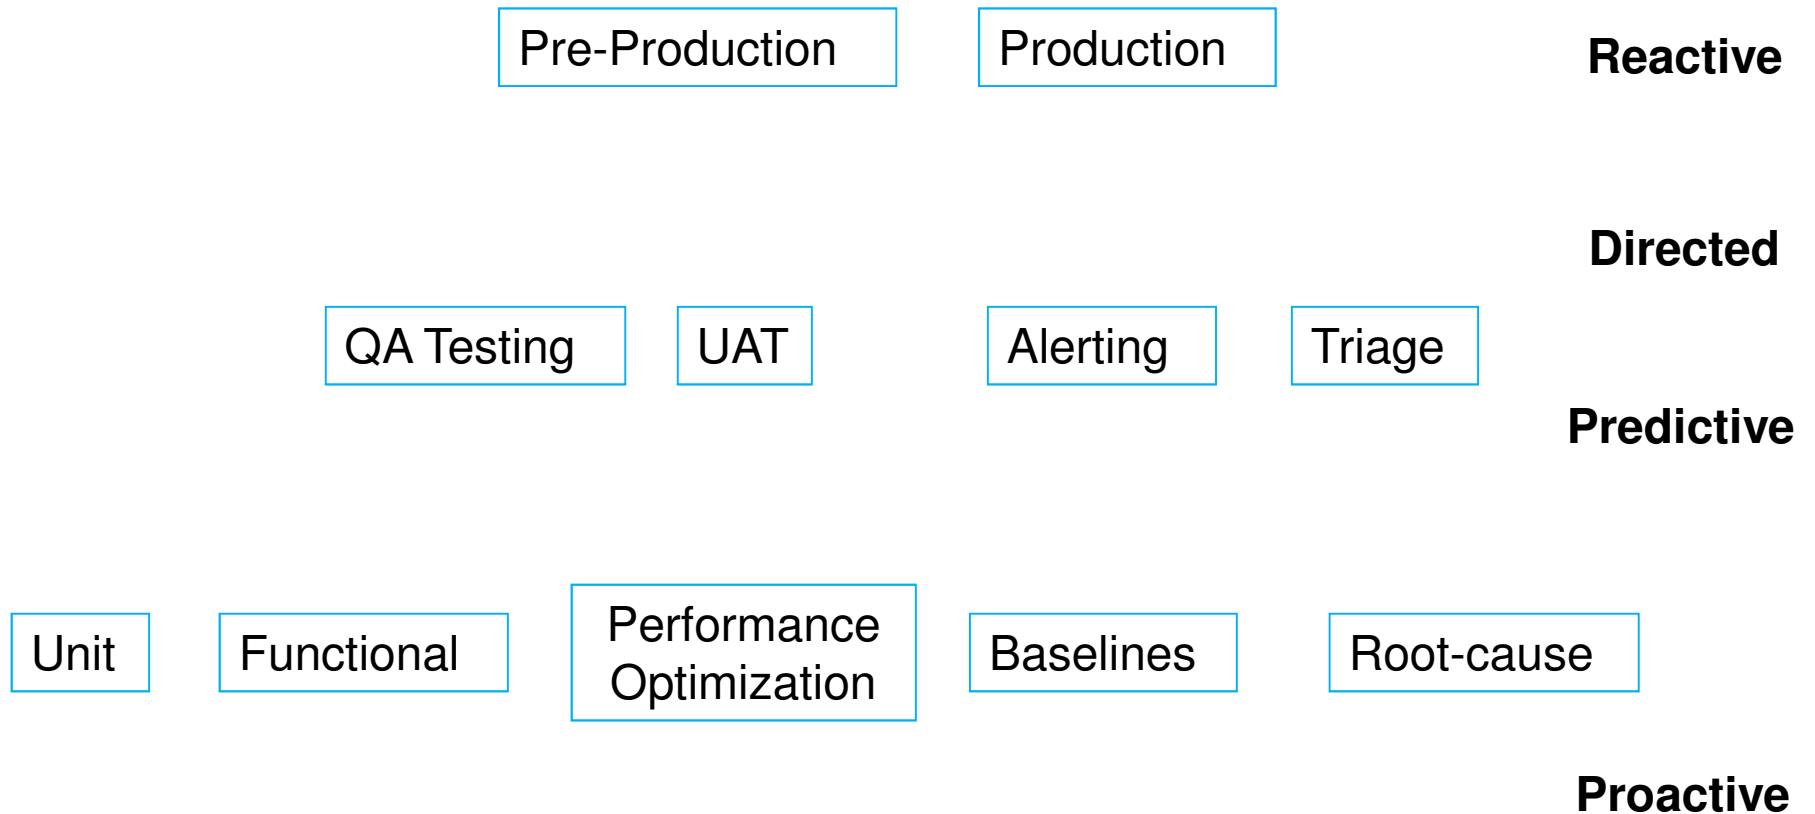 Pre-Production
Production
Reactive
Directed
QA Testing
UAT
Alerting
Triage
Predictive
Unit
Functional
Performance
Optimization
Baselines
Root-cause
Proactive